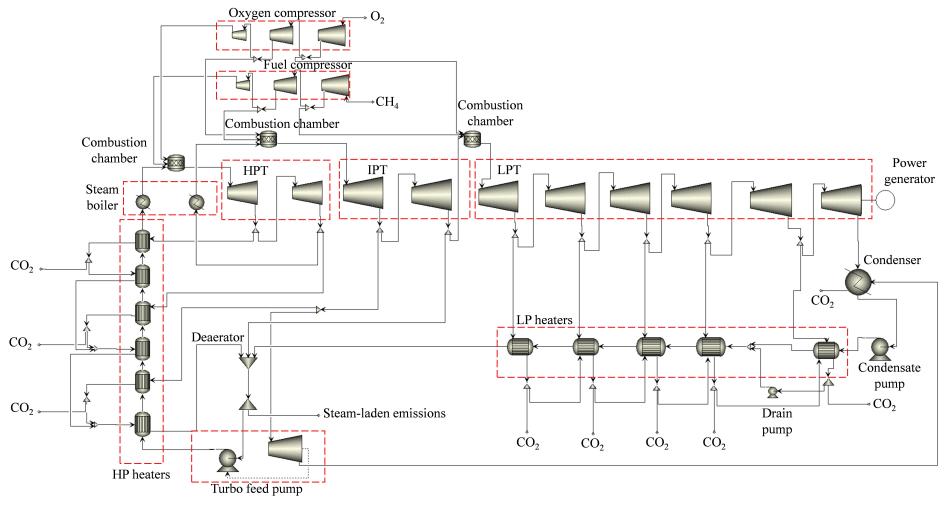 Oxygen compressor
O2
Fuel compressor
CH4
Combustion
chamber
Combustion chamber
Combustion
chamber
HPT
IPT
LPT
Power
generator
Steam
boiler
CO2
Condenser
CO2
CO2
LP heaters
Deaerator
Condensate
pump
CO2
Drain
pump
CO2
Steam-laden emissions
CO2
CO2
CO2
CO2
HP heaters
Turbo feed pump